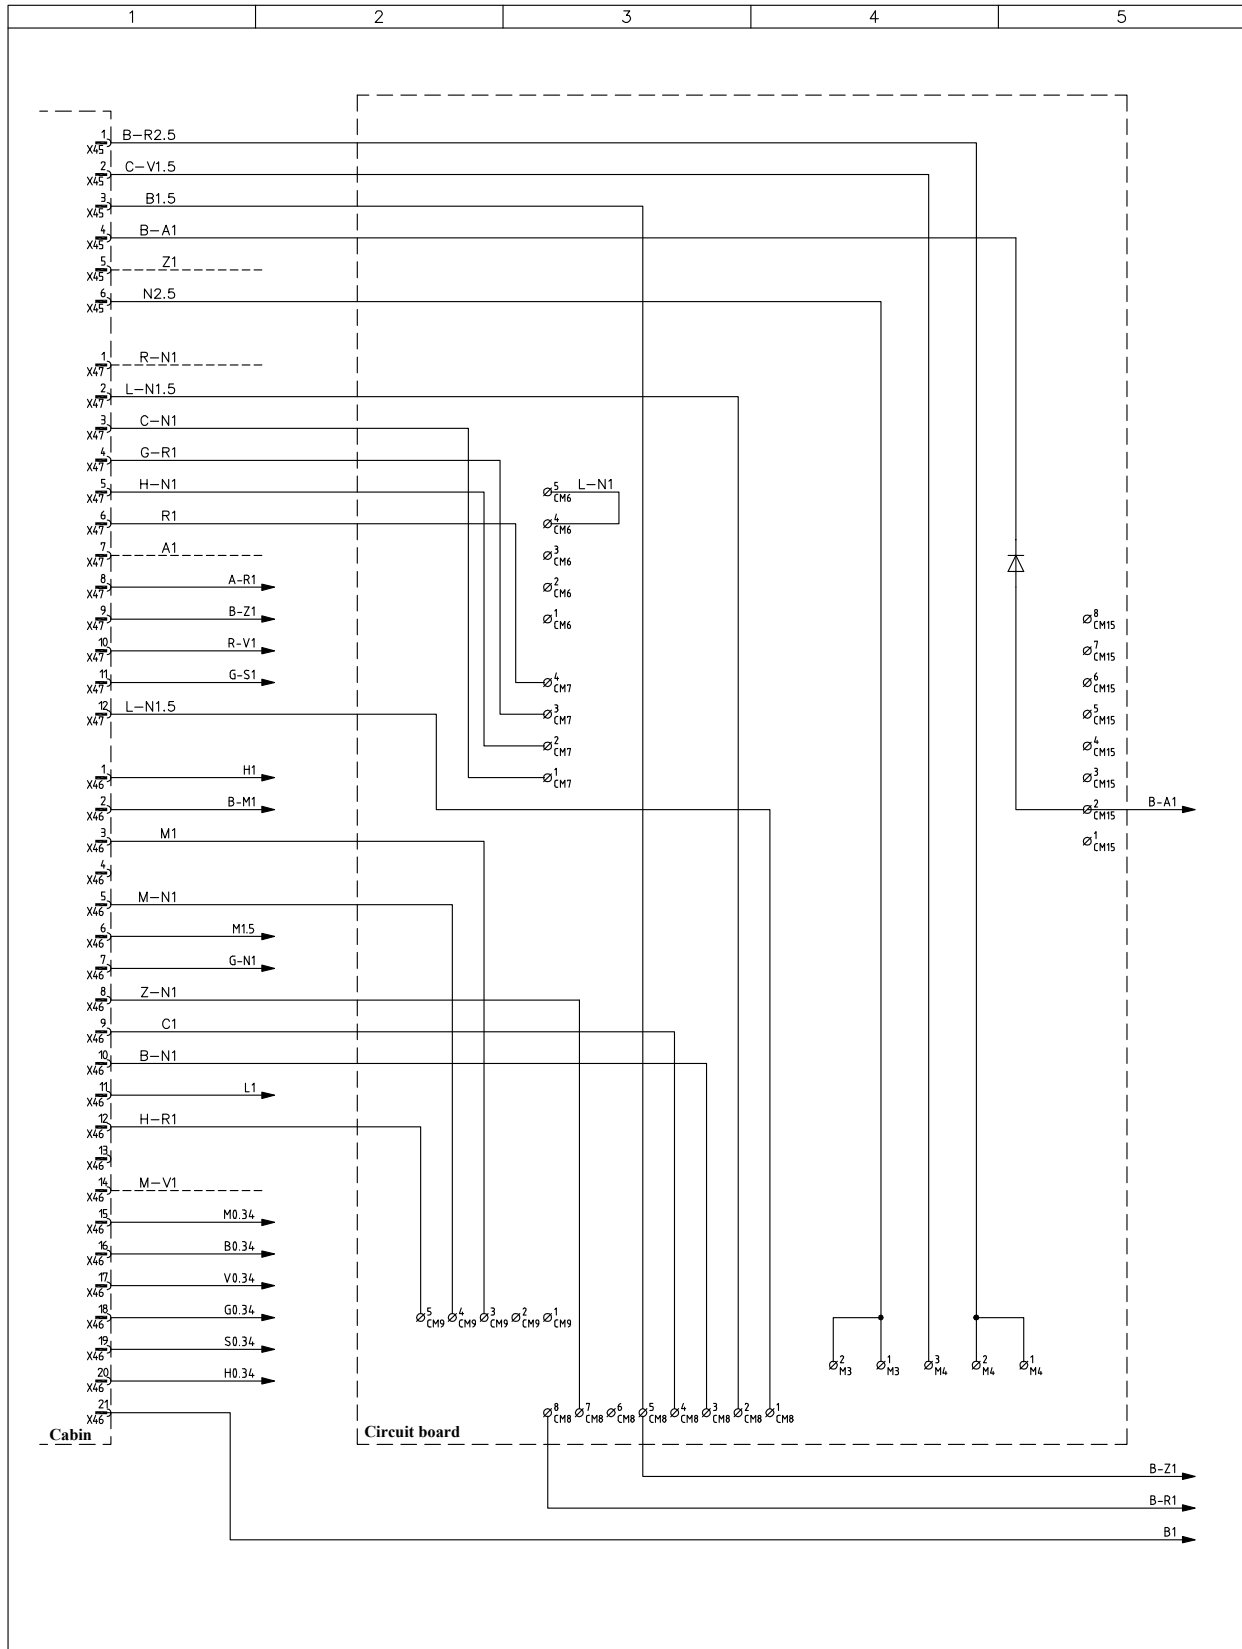 1 2 3 4 5
1 B-R2.5
X45
2 C-V1.5
X45
3 B1.5
X45
4 B-A1
X45
5 Z1
X45
6 N2.5
X45
1 R-N1
X47
2 L-N1.5
X47
3 C-N1
X47
4 G-R1
X47
5 H-N1 5 L-N1
X47 CM6
6 R1 4
X47 CM6
7 A1 3
X47 CM6
8 A-R1 2
X47 CM6
9 B-Z1 1 8
X47 CM6 CM15
10 R-V1 7
X47 CM15
11 G-S1 4 6
X47 CM7 CM15
12 L-N1.5 3 5
X47 CM7 CM15
2 4
CM7 CM15
1 H1 1 3
X46 CM7 CM15
2 B-M1 2 B-A1
X46 CM15
3 M1 1
X46 CM15
4
X46
5 M-N1
X46
6 M1.5
X46
7 G-N1
X46
8 Z-N1
X46
9 C1
X46
10 B-N1
X46
11 L1
X46
12 H-R1
X46
13
X46
14 M-V1
X46
15 M0.34
X46
16 B0.34
X46
17 V0.34
X46
18 G0.34 5 4 3 2 1
X46 CM9 CM9 CM9 CM9 CM9
19 S0.34
X46
2 1 3 2 1
M3 M3 M4 M4 M4
20 H0.34
X46
21 8 7 6 5 4 3 2 1
X46 CM8 CM8 CM8 CM8 CM8 CM8 CM8 CM8
Cabin Circuit board
B-Z1
B-R1
B1